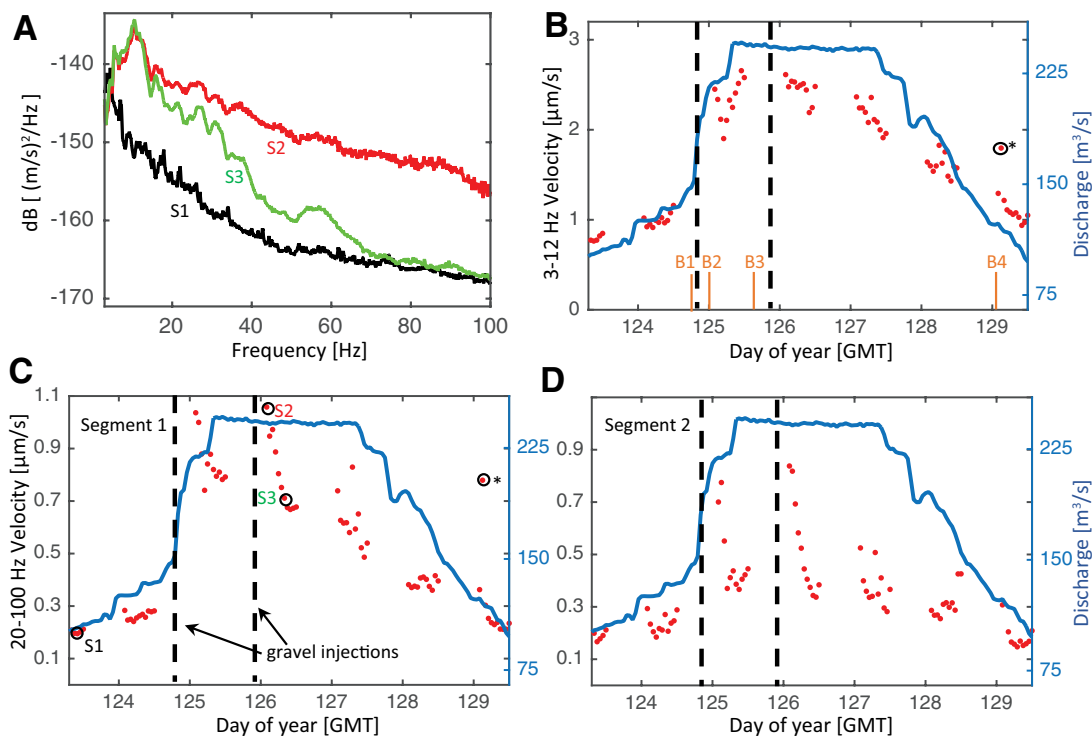 A
dB [ (m/s)²/Hz]
-140
-150
-160
-170
S2
S3
S1
20
40
60
80
100
Frequency [Hz]
B
3-12 Hz Velocity [µm/s]
3
2
1
0
B1
B2
B3
B4
*
225
150
75
Discharge [m³/s]
124
125
126
127
128
129
Day of year [GMT]
C
20-100 Hz Velocity [µm/s]
1.1
0.9
0.7
0.5
0.3
0.1
Segment 1
S2
S3
S1
*
gravel injections
225
150
75
124
125
126
127
128
129
Day of year [GMT]
D
0.9
0.7
0.5
0.3
0.1
Segment 2
225
150
75
Discharge [m³/s]
124
125
126
127
128
129
Day of year [GMT]